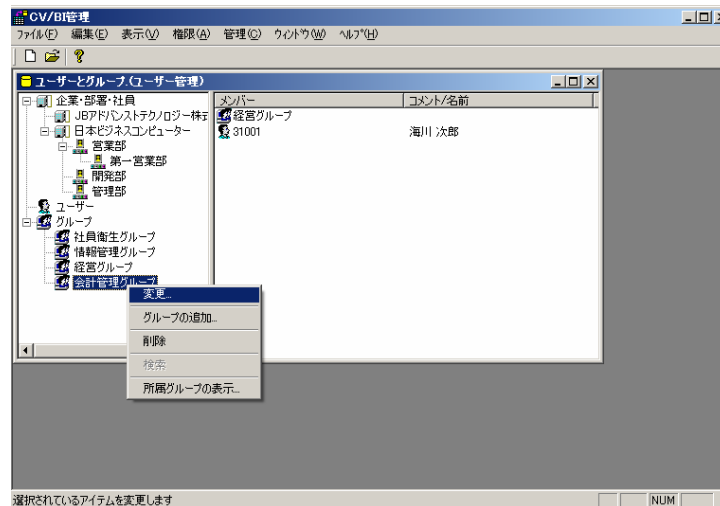 CV/BI管理
ファイル(F) 編集(E) 表示(V) 権限(A) 管理(C) ウィンドウ(W) ヘルプ(H)
ユーザーとグループ.(ユーザー管理)
企業・部署・社員
JBアドバンストテクノロジー株式
日本ビジネスコンピューター
営業部
第一営業部
開発部
管理部
ユーザー
グループ
社員衛生グループ
情報管理グループ
経営グループ
会計管理グループ
メンバー コメント/名前
経営グループ
31001 海川 次郎
変更...
グループの追加...
削除
検索
所属グループの表示...
選択されているアイテムを変更します
NUM